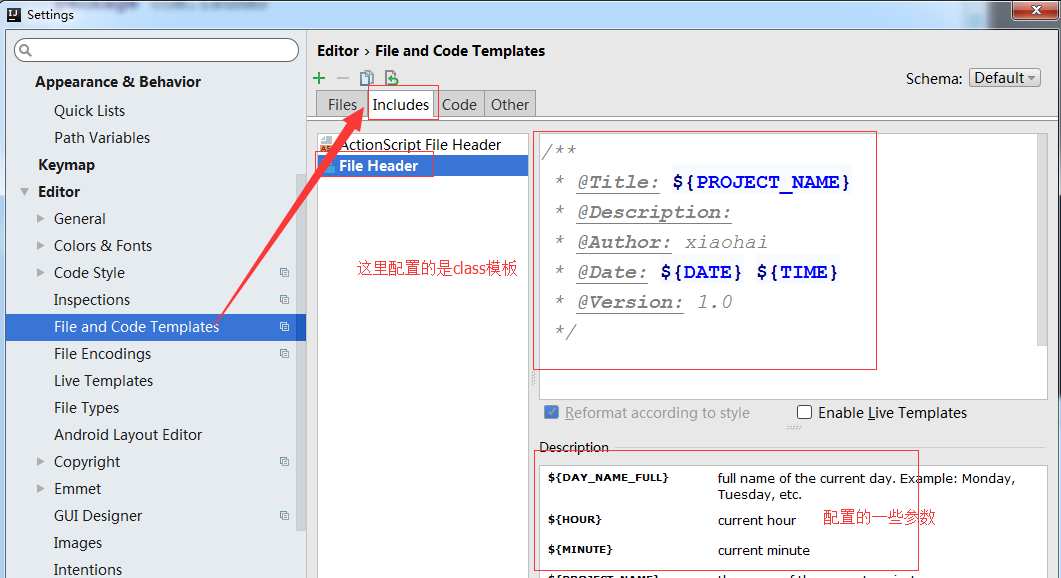 Settings
Appearance & Behavior
Quick Lists
Path Variables
Keymap
Editor
General
Colors & Fonts
Code Style
Inspections
File and Code Templates
File Encodings
Live Templates
File Types
Android Layout Editor
Copyright
Emmet
GUI Designer
Images
Intentions
Editor › File and Code Templates
Schema: Default
Files Includes Code Other
ActionScript File Header
File Header
这里配置的是class模板
/**
* @Title: ${PROJECT_NAME}
* @Description:
* @Author: xiaohai
* @Date: ${DATE} ${TIME}
* @Version: 1.0
*/
Reformat according to style
Enable Live Templates
Description
${DAY_NAME_FULL} full name of the current day. Example: Monday,
Tuesday, etc.
${HOUR} current hour
配置的一些参数
${MINUTE} current minute